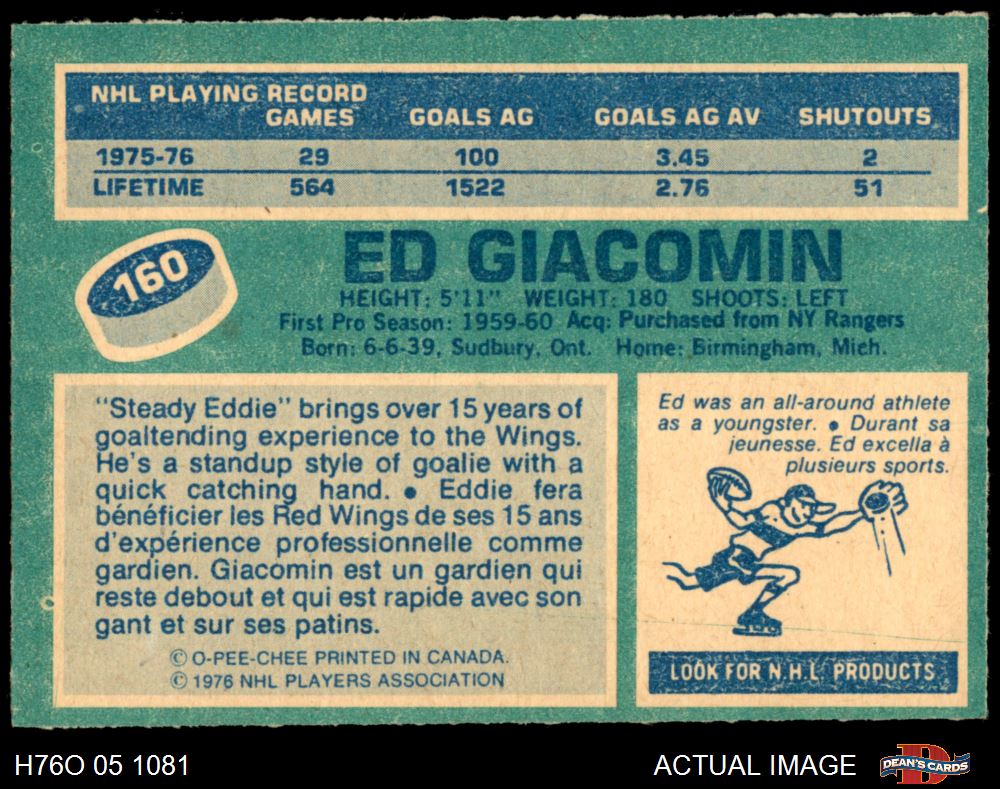 NHL PLAYING RECORD
GAMES GOALS AG GOALS AG AV SHUTOUTS
1975-76 29 100 3.45 2
LIFETIME 564 1522 2.76 51
160
ED GIACOMIN
HEIGHT: 5'11" WEIGHT: 180 SHOOTS: LEFT
First Pro Season: 1959-60 Acq: Purchased from NY Rangers
Born: 6-6-39, Sudbury, Ont. Home: Birmingham, Mich.
"Steady Eddie" brings over 15 years of
goaltending experience to the Wings.
He's a standup style of goalie with a
quick catching hand. ● Eddie fera
bénéficier les Red Wings de ses 15 ans
d'expérience professionnelle comme
gardien. Giacomin est un gardien qui
reste debout et qui est rapide avec son
gant et sur ses patins.
© O-PEE-CHEE PRINTED IN CANADA.
© 1976 NHL PLAYERS ASSOCIATION
Ed was an all-around athlete
as a youngster. ● Durant sa
jeunesse. Ed excella à
plusieurs sports.
LOOK FOR N.H.L. PRODUCTS
H76O 05 1081
ACTUAL IMAGE
D
DEAN'S CARDS